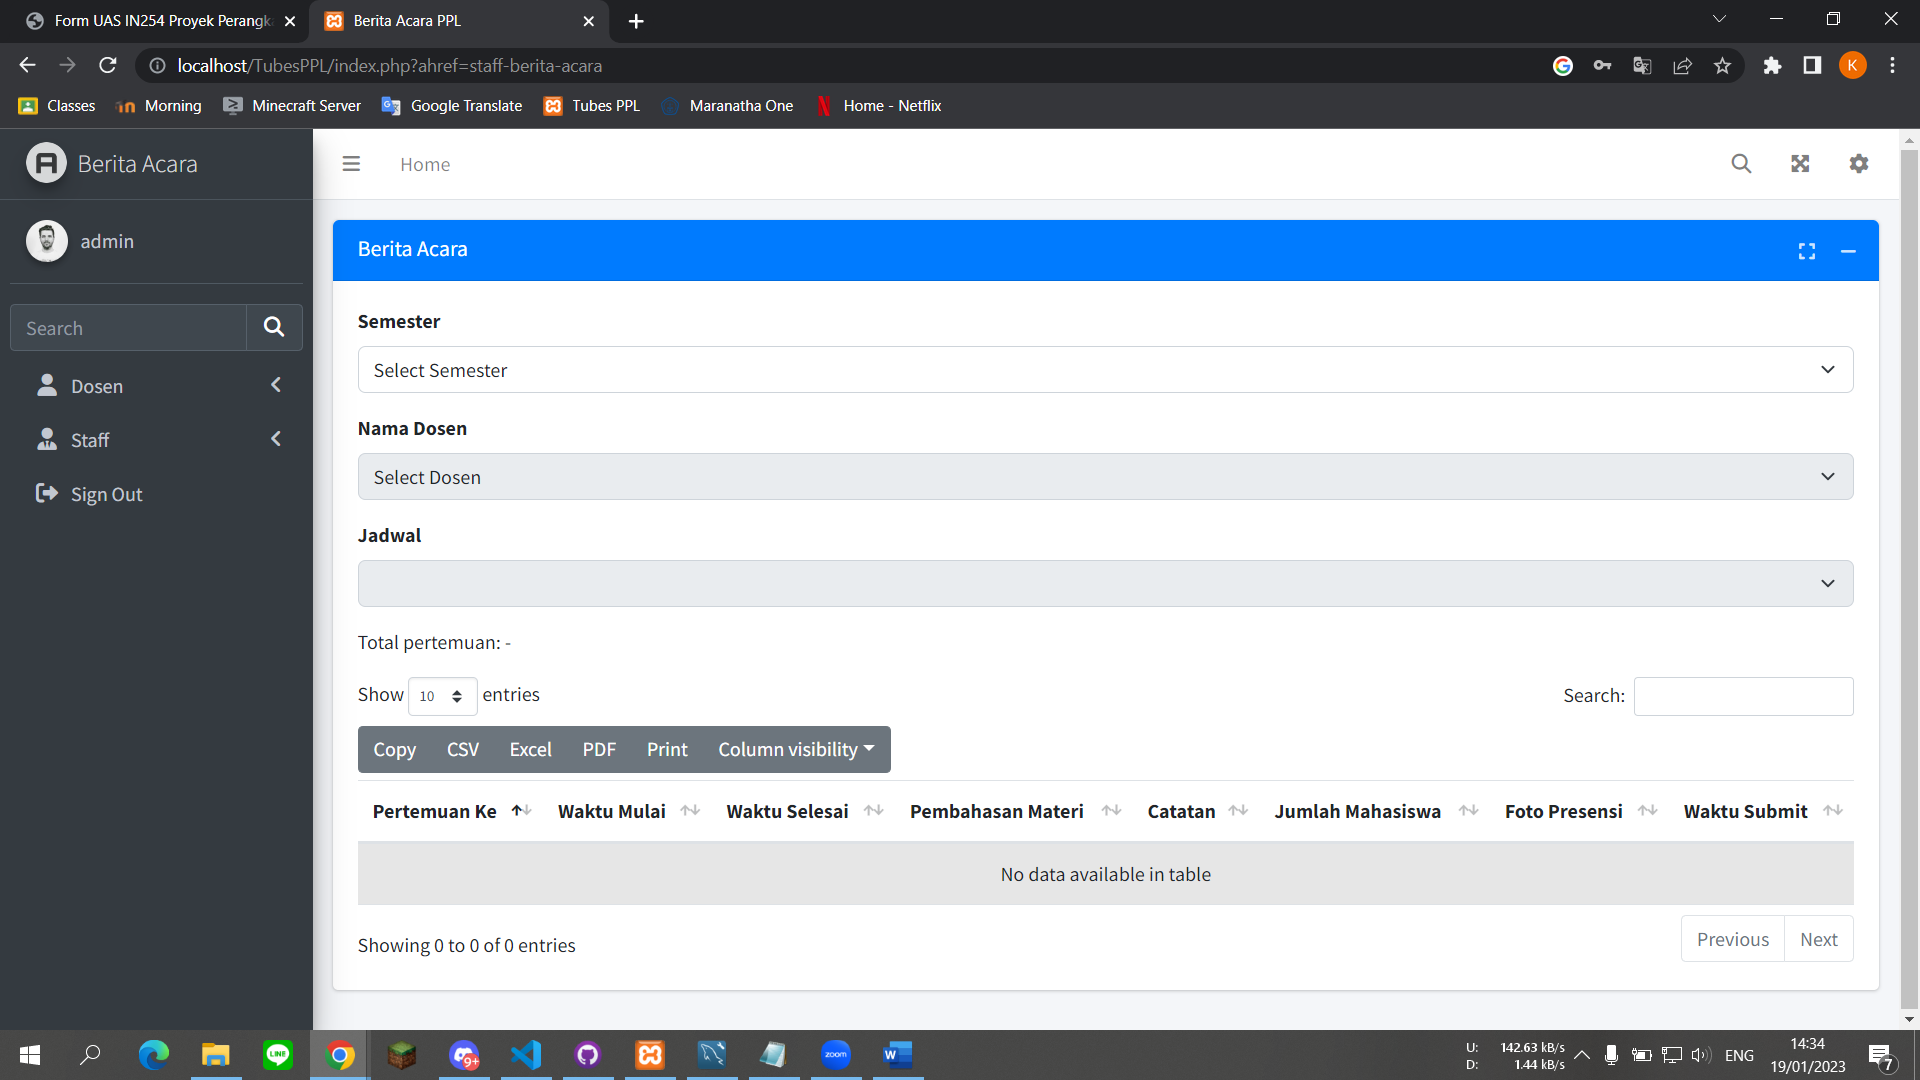 Form UAS IN254 Proyek Perangka
Berita Acara PPL
localhost/TubesPPL/index.php?ahref=staff-berita-acara
K
Classes
Morning
Minecraft Server
Google Translate
Tubes PPL
Maranatha One
Home - Netflix
Berita Acara
Home
admin
Search
Dosen
Staff
Sign Out
Berita Acara
Semester
Select Semester
Nama Dosen
Select Dosen
Jadwal
Total pertemuan: -
Show 10 entries
Search:
Copy CSV Excel PDF Print Column visibility
Pertemuan Ke Waktu Mulai Waktu Selesai Pembahasan Materi Catatan Jumlah Mahasiswa Foto Presensi Waktu Submit
No data available in table
Showing 0 to 0 of 0 entries
Previous Next
LINE
9+
zoom
W
U: 142.63 kB/s
D: 1.44 kB/s
ENG
14:34
19/01/2023
7